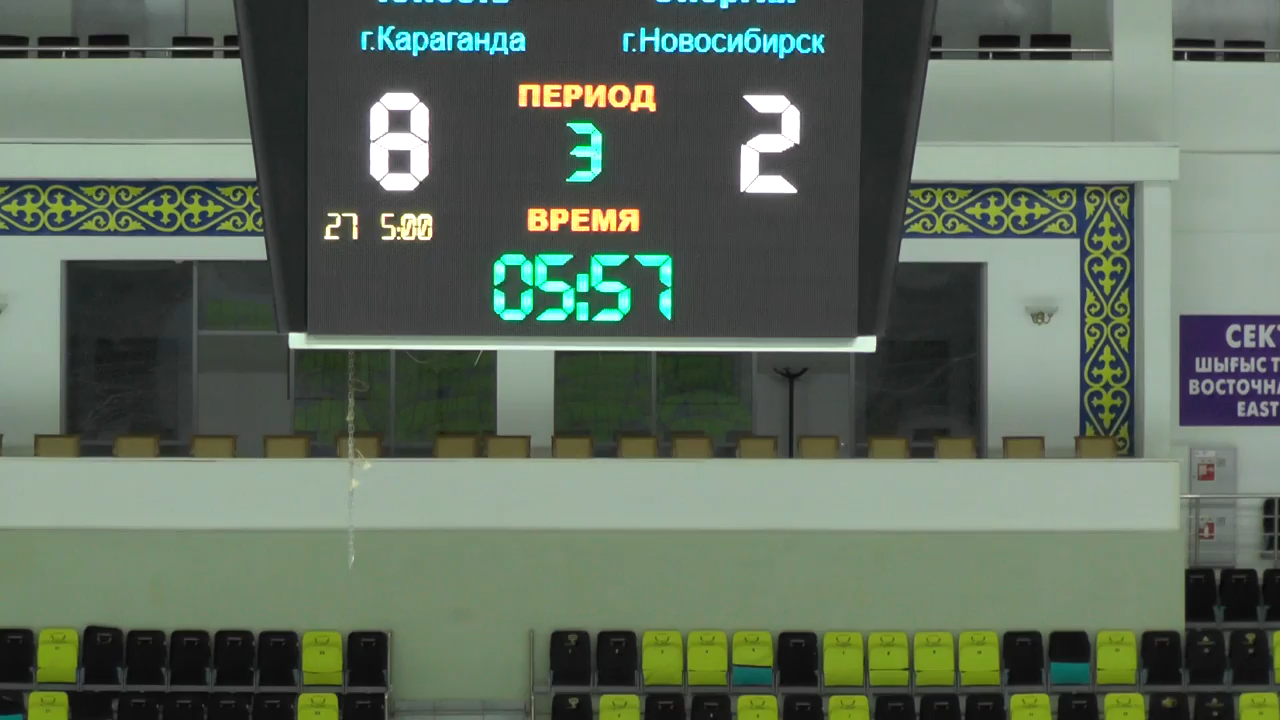 г.Караганда
г.Новосибирск
ПЕРИОД
8
3
2
ВРЕМЯ
27 5:00
05:57
СЕКТ
ШЫҒЫС Т
ВОСТОЧНА
EAST